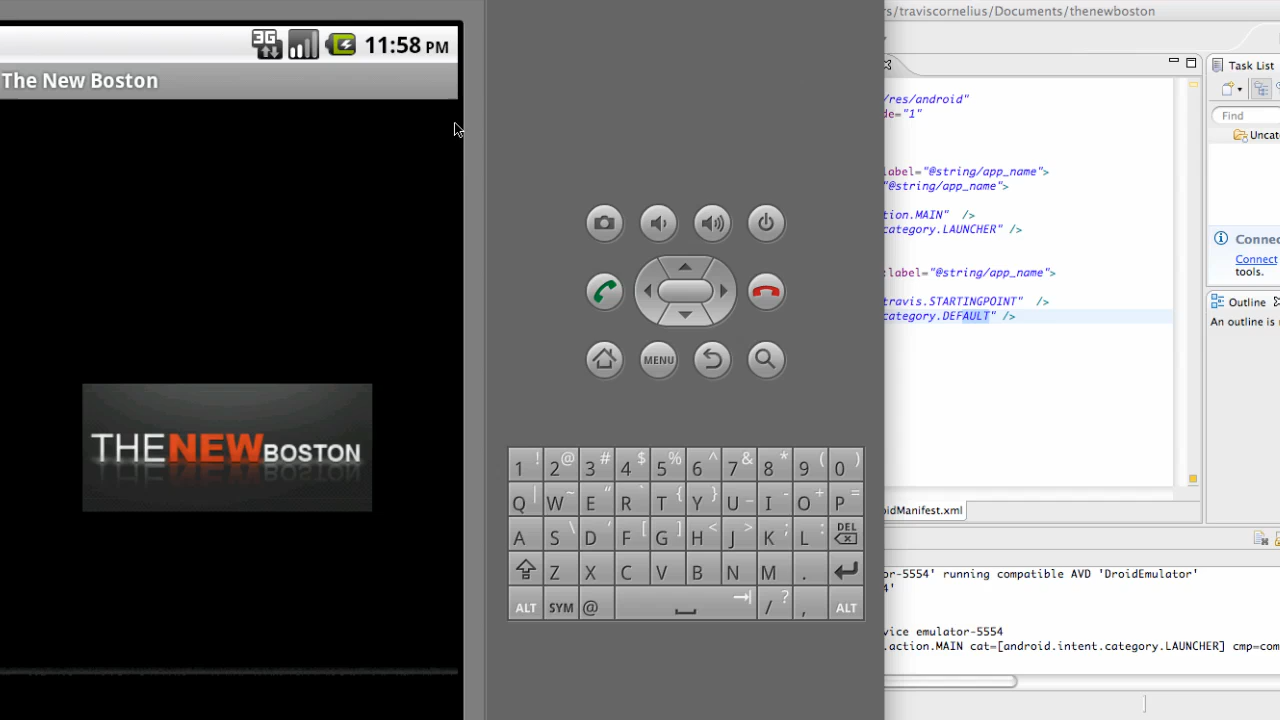 3G 11:58 PM
The New Boston
THENEWBOSTON
MENU
1 ! 2 @ 3 # 4 $ 5 % 6 ^ 7 & 8 * 9 ( 0 )
Q | W ~ E “ R ` T { Y } U _ I - O + P =
A S \ D ‘ F [ G ] H < J > K ; L : DEL
Z X C V B N M .
ALT SYM @ / ? , ALT
rs/traviscornelius/Documents/thenewboston
/res/android"
de="1"
label="@string/app_name">
"@string/app_name">
tion.MAIN" />
category.LAUNCHER" />
:label="@string/app_name">
travis.STARTINGPOINT" />
category.DEFAULT" />
oidManifest.xml
or-5554' running compatible AVD 'DroidEmulator'
4'
vice emulator-5554
.action.MAIN cat=[android.intent.category.LAUNCHER] cmp=com
Task List
Find
Uncat
Connec
Connect
tools.
Outline
An outline is